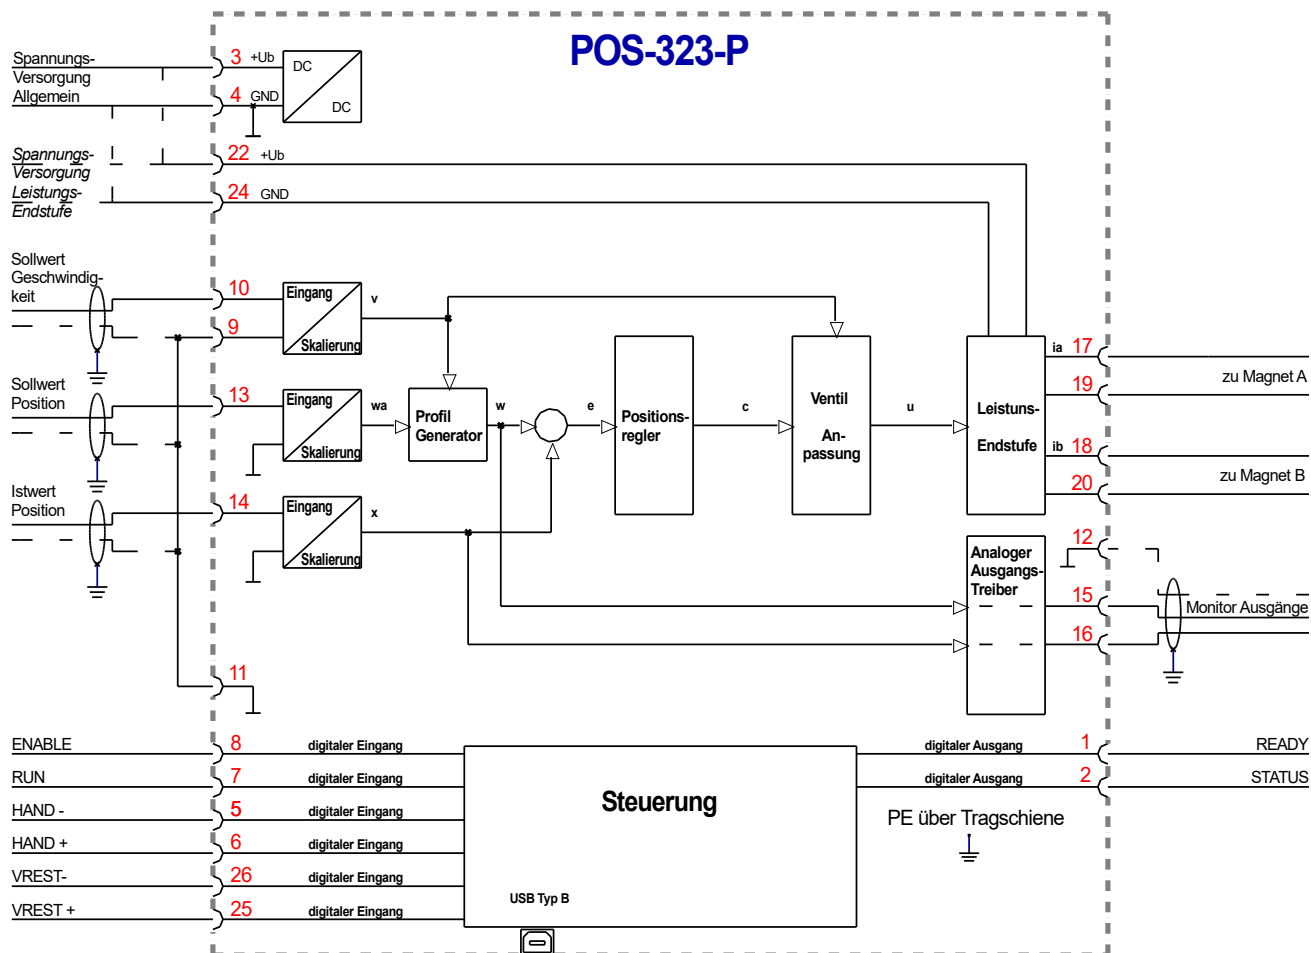 POS-323-P
Spannungs-
Versorgung
Allgemein
3 +Ub
4 GND
DC
DC
Spannungs-
Versorgung
Leistungs-
Endstufe
22 +Ub
24 GND
Sollwert
Geschwindig-
keit
10
9
Eingang
Skalierung
v
Sollwert
Position
13
Eingang
Skalierung
wa
Profil
Generator
w
e
Positions-
regler
c
Ventil
An-
passung
u
Leistuns-
Endstufe
ia 17
19
zu Magnet A
ib 18
20
zu Magnet B
Istwert
Position
14
Eingang
Skalierung
x
Analoger
Ausgangs-
Treiber
12
15
16
Monitor Ausgänge
11
ENABLE 8 digitaler Eingang
RUN 7 digitaler Eingang
HAND - 5 digitaler Eingang
HAND + 6 digitaler Eingang
VREST- 26 digitaler Eingang
VREST + 25 digitaler Eingang
Steuerung
USB Typ B
digitaler Ausgang 1 READY
digitaler Ausgang 2 STATUS
PE über Tragschiene